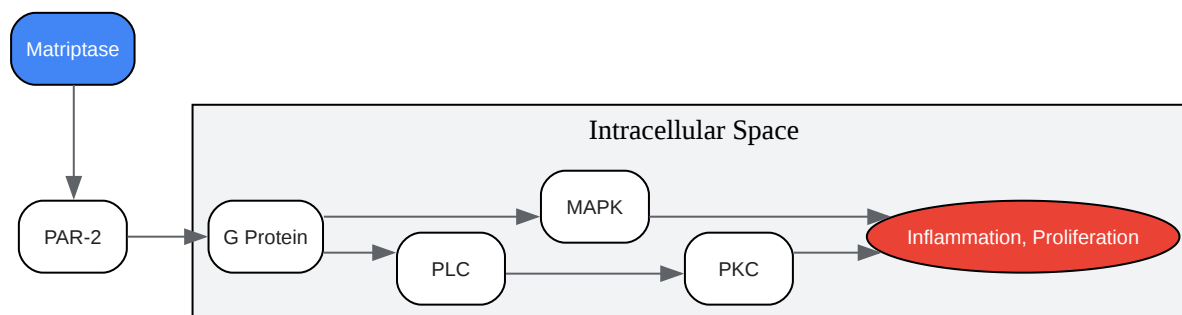 Matriptase
Intracellular Space
MAPK
PAR-2
G Protein
Inflammation, Proliferation
PLC
PKC